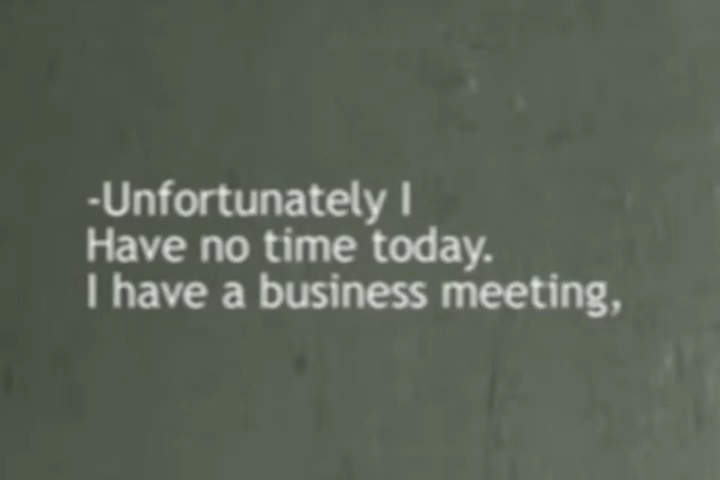 -Unfortunately I
Have no time today.
I have a business meeting,